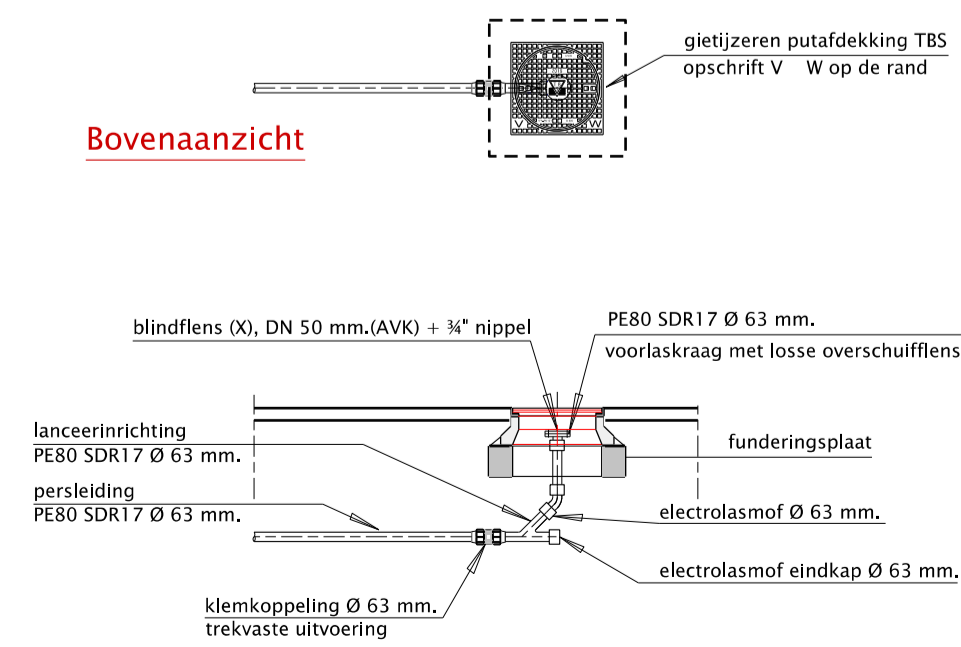 gietijzeren putafdekking TBS
opschrift V W op de rand
Bovenaanzicht
V W
blindflens (X), DN 50 mm.(AVK) + ¾" nippel
PE80 SDR17 Ø 63 mm.
voorlaskraag met losse overschuifflens
lanceerinrichting
PE80 SDR17 Ø 63 mm.
funderingsplaat
persleiding
PE80 SDR17 Ø 63 mm.
electrolasmof Ø 63 mm.
electrolasmof eindkap Ø 63 mm.
klemkoppeling Ø 63 mm.
trekvaste uitvoering